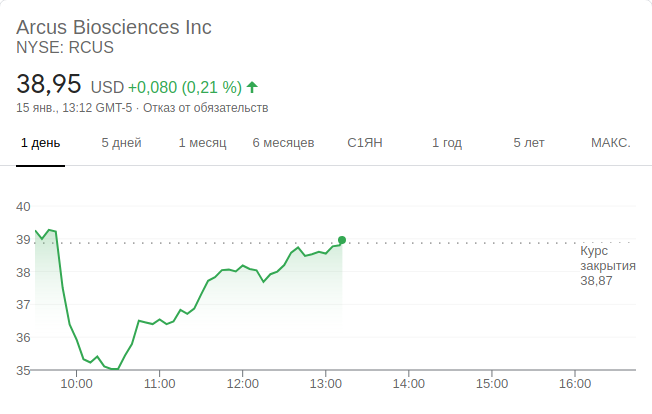 Arcus Biosciences Inc
NYSE: RCUS
38,95 USD +0,080 (0,21 %)
15 янв., 13:12 GMT-5 · Отказ от обязательств
1 день 5 дней 1 месяц 6 месяцев С1ЯН 1 год 5 лет МАКС.
40
39
Курс
закрытия
38,87
38
37
36
35
10:00 11:00 12:00 13:00 14:00 15:00 16:00